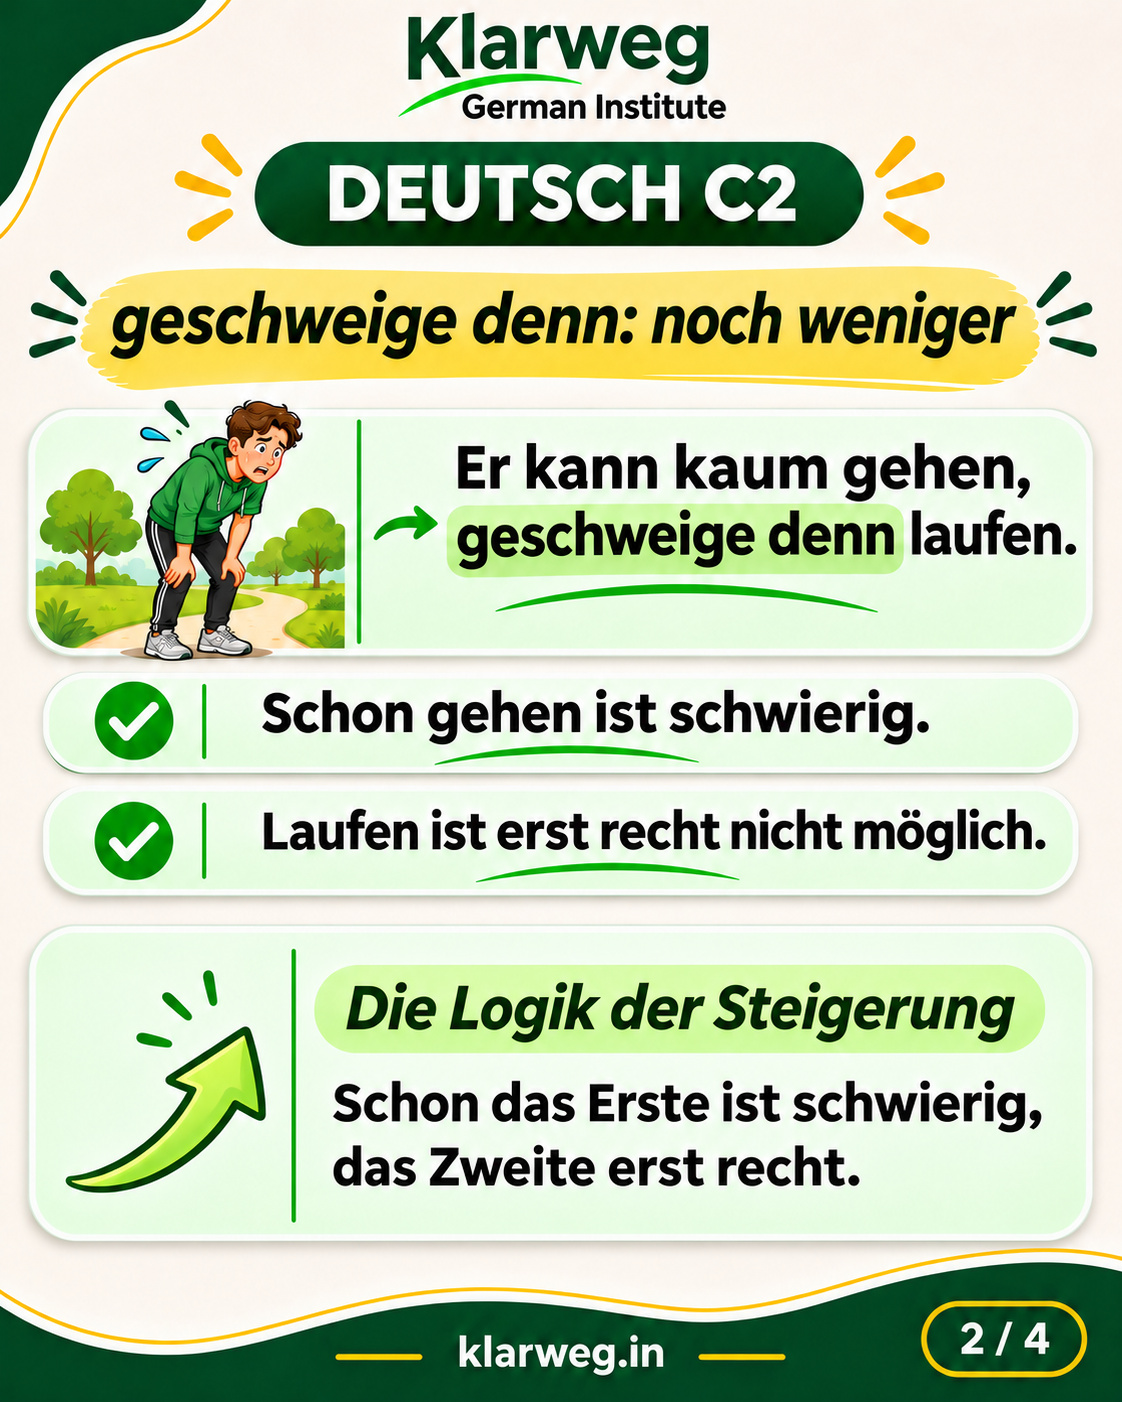 Klarweg
German Institute
DEUTSCH C2
geschweige denn: noch weniger
Er kann kaum gehen,
geschweige denn laufen.
Schon gehen ist schwierig.
Laufen ist erst recht nicht möglich.
Die Logik der Steigerung
Schon das Erste ist schwierig,
das Zweite erst recht.
klarweg.in
2 / 4